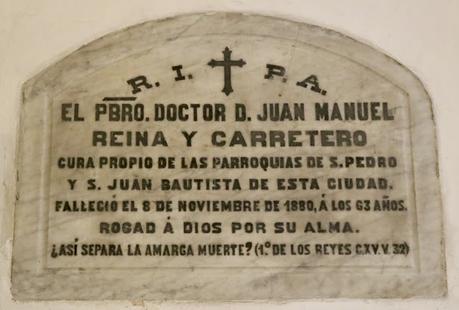 R. I. P. A.
EL PBRO. DOCTOR D. JUAN MANUEL
REINA Y CARRETERO
CURA PROPIO DE LAS PARROQUIAS DE S. PEDRO
Y S. JUAN BAUTISTA DE ESTA CIUDAD.
FALLECIÓ EL 8 DE NOVIEMBRE DE 1880, Á LOS 63 AÑOS.
ROGAD Á DIOS POR SU ALMA.
¿ASÍ SEPARA LA AMARGA MUERTE? (1.º DE LOS REYES C.XV.V. 32)